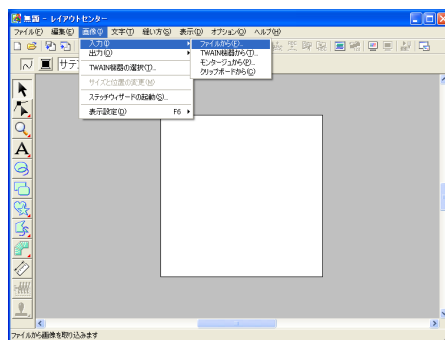 無題 - レイアウトセンター
ファイル(F) 編集(E) 画像(I) 文字(T) 縫い方(S) 表示(D) オプション(O) ヘルプ(H)
入力(I)
出力(O)
TWAIN機器の選択(T)...
サイズと位置の変更(M)
ステッチウィザードの起動(S)...
表示設定(D) F6
ファイルから(F)...
TWAIN機器から(T)...
モンタージュから(P)...
クリップボードから(C)
サテン
A
ファイルから画像を取り込みます